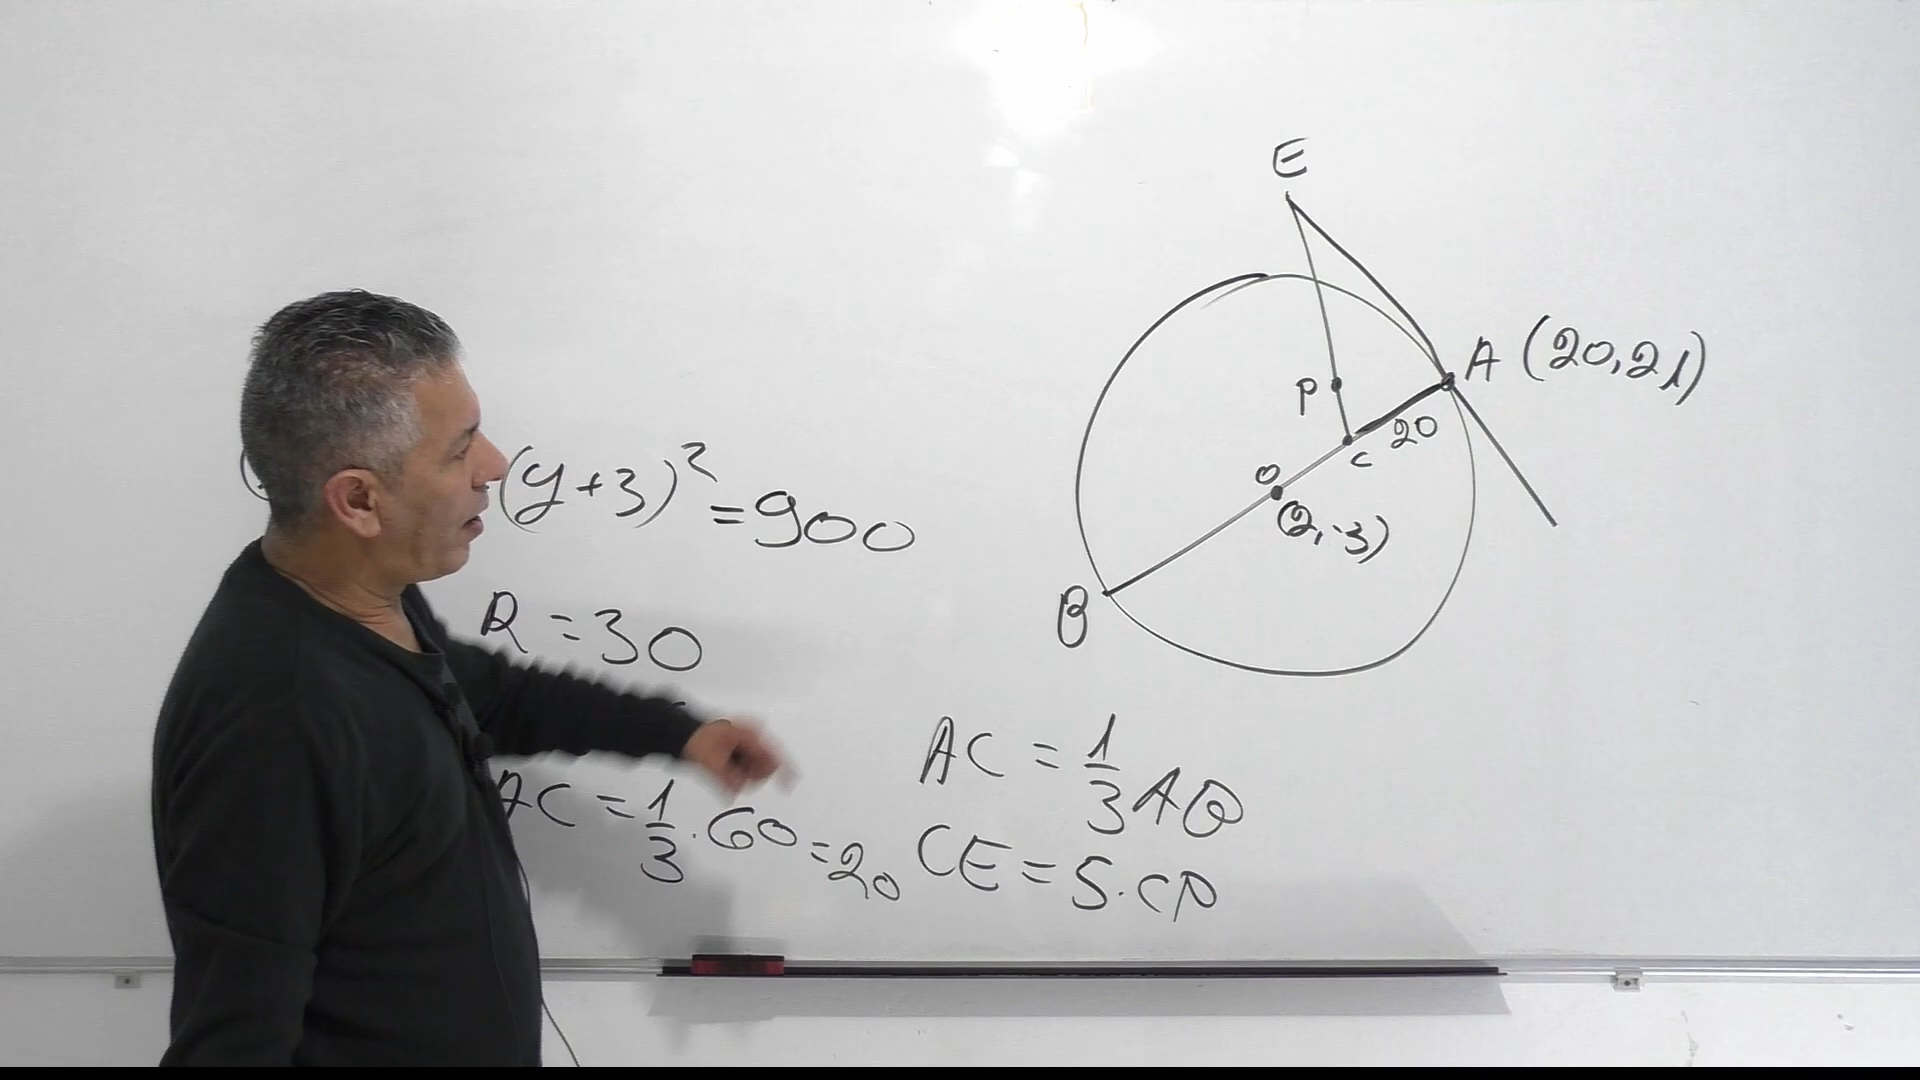 (y+3)² = 900
R = 30
AC = 1/3 · 60 = 20
E
A (20,21)
P
20
C
O
(2,-3)
B
AC = 1/3 AB
CE = 5·CP